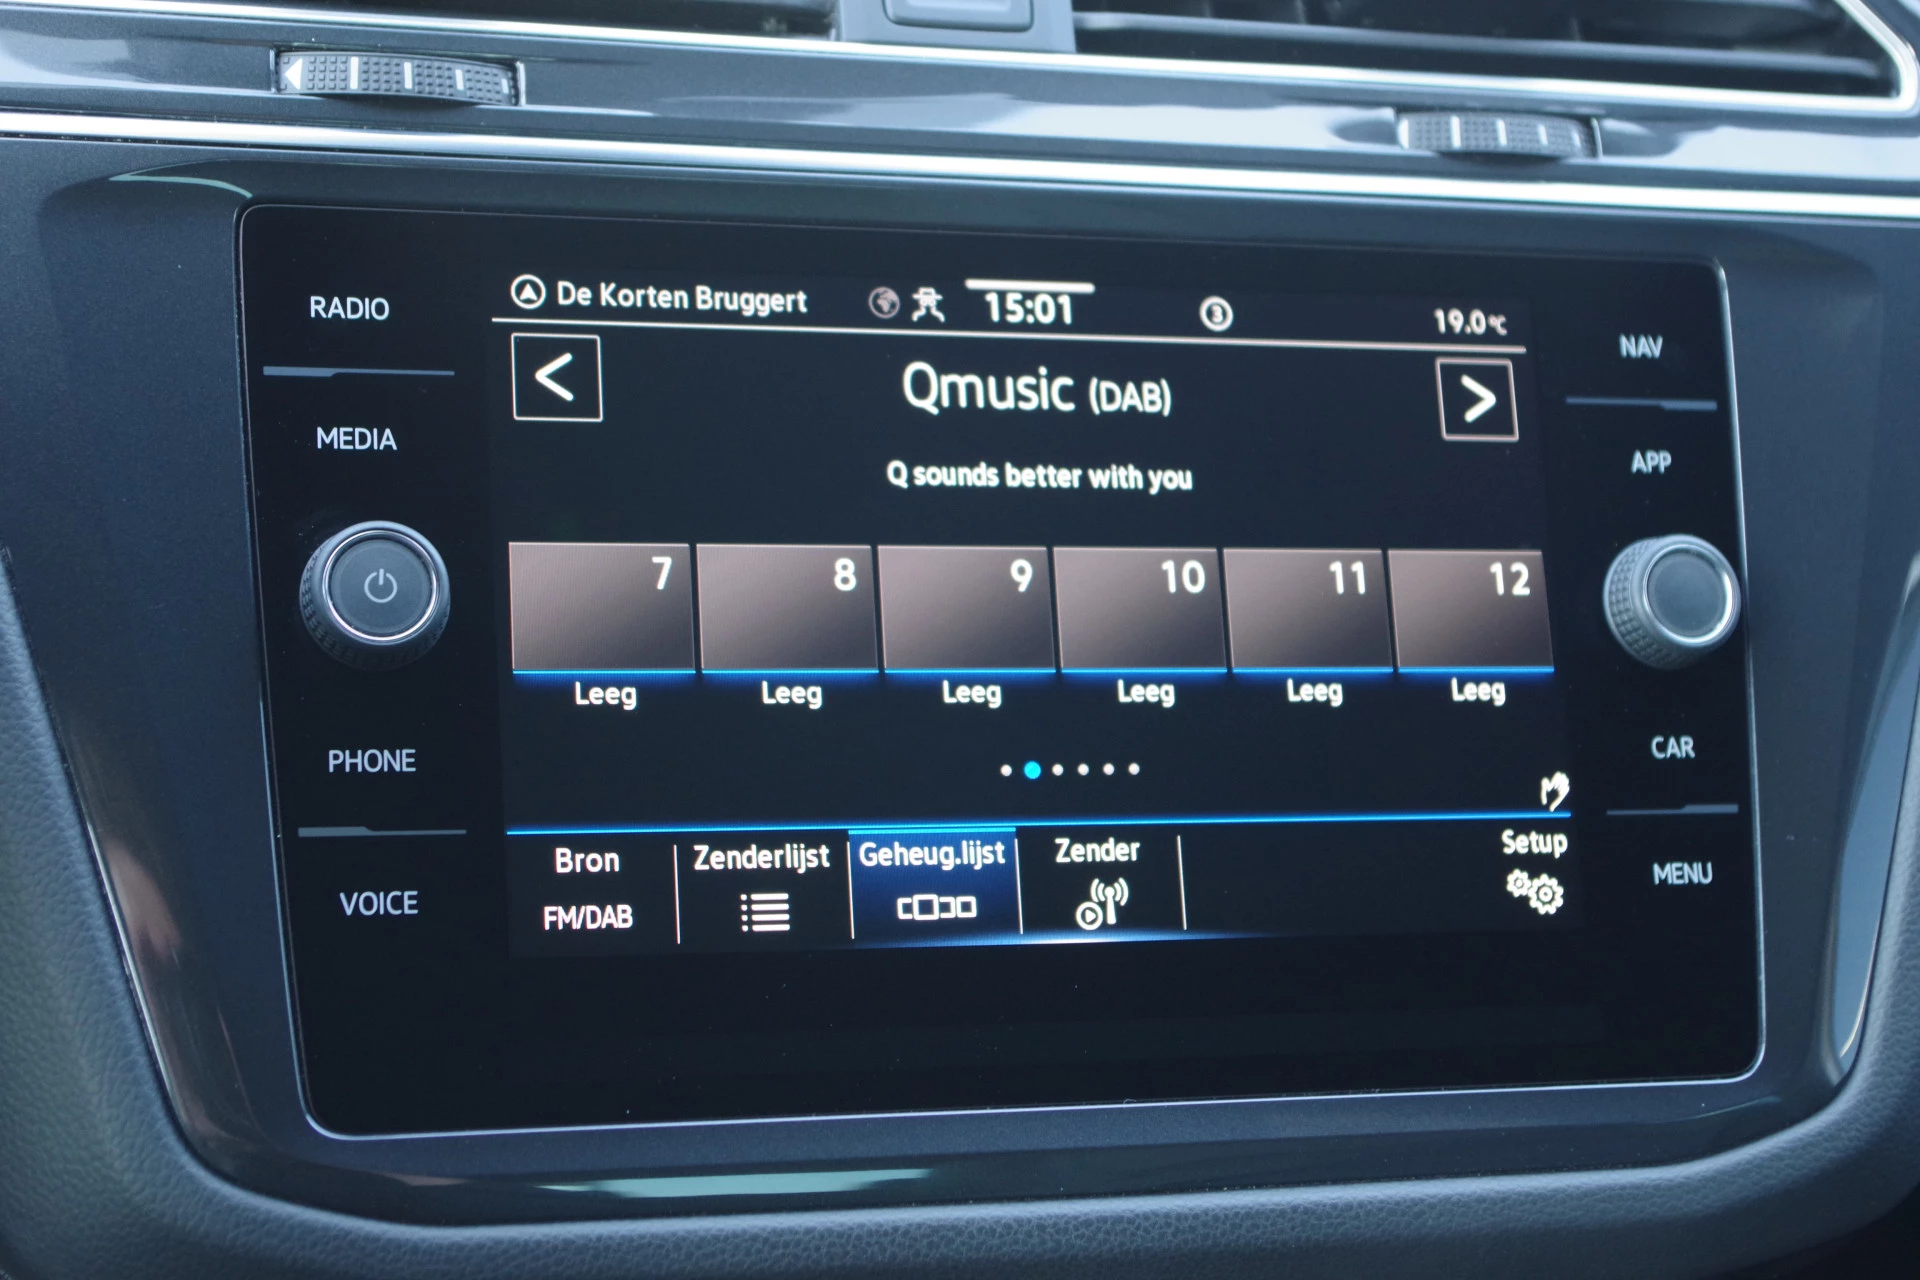 RADIO
MEDIA
PHONE
VOICE
De Korten Bruggert
15:01
3
19.0°C
<
Qmusic (DAB)
>
Q sounds better with you
7 8 9 10 11 12
Leeg Leeg Leeg Leeg Leeg Leeg
Bron Zenderlijst Geheug.lijst Zender Setup
FM/DAB
NAV
APP
CAR
MENU